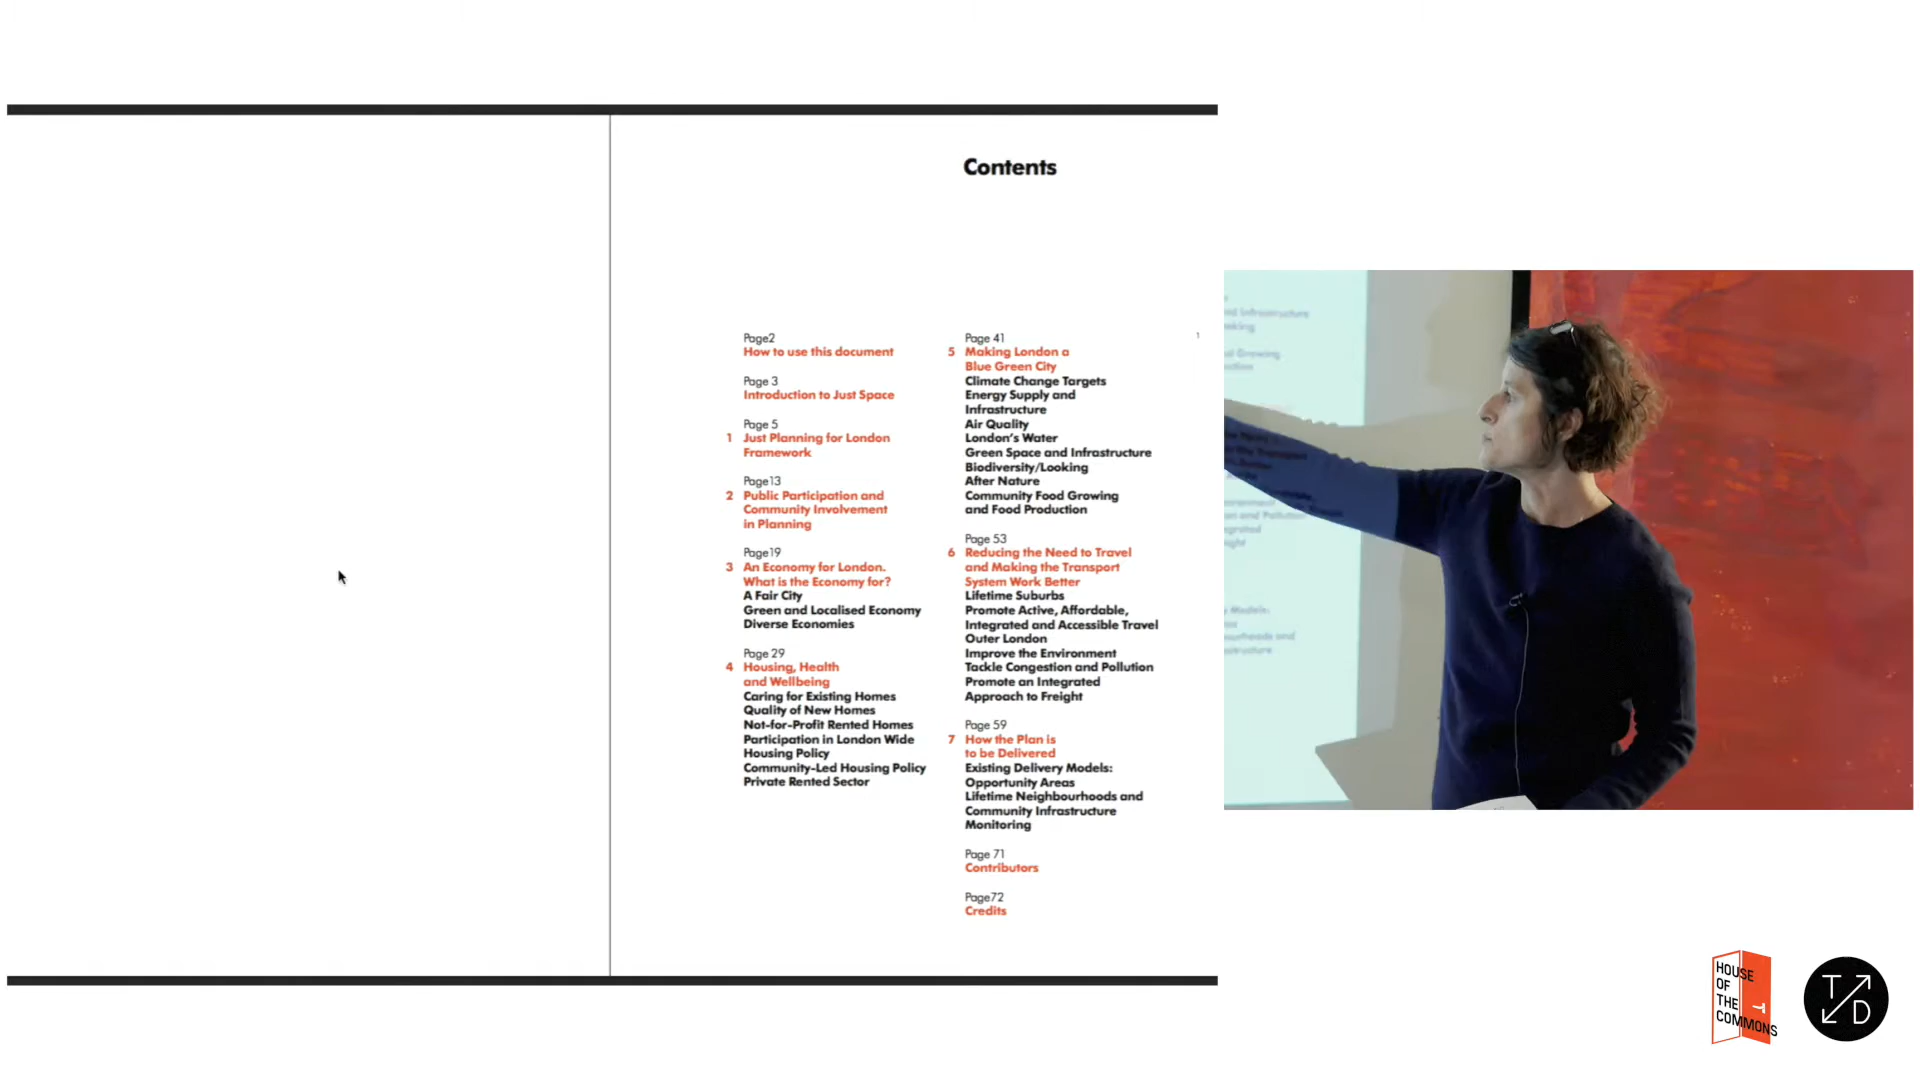 Contents
Page2
How to use this document
Page 3
Introduction to Just Space
Page 5
1 Just Planning for London
Framework
Page13
2 Public Participation and
Community Involvement
in Planning
Page19
3 An Economy for London.
What is the Economy for?
A Fair City
Green and Localised Economy
Diverse Economies
Page 29
4 Housing, Health
and Wellbeing
Caring for Existing Homes
Quality of New Homes
Not-for-Profit Rented Homes
Participation in London Wide
Housing Policy
Community-Led Housing Policy
Private Rented Sector
Page 41
5 Making London a
Blue Green City
Climate Change Targets
Energy Supply and
Infrastructure
Air Quality
London's Water
Green Space and Infrastructure
Biodiversity/Looking
After Nature
Community Food Growing
and Food Production
Page 53
6 Reducing the Need to Travel
and Making the Transport
System Work Better
Lifetime Suburbs
Promote Active, Affordable,
Integrated and Accessible Travel
Outer London
Improve the Environment
Tackle Congestion and Pollution
Promote an Integrated
Approach to Freight
Page 59
7 How the Plan is
to be Delivered
Existing Delivery Models:
Opportunity Areas
Lifetime Neighbourhoods and
Community Infrastructure
Monitoring
Page 71
Contributors
Page72
Credits
1
HOUSE
OF
THE
COMMONS
T
T
D